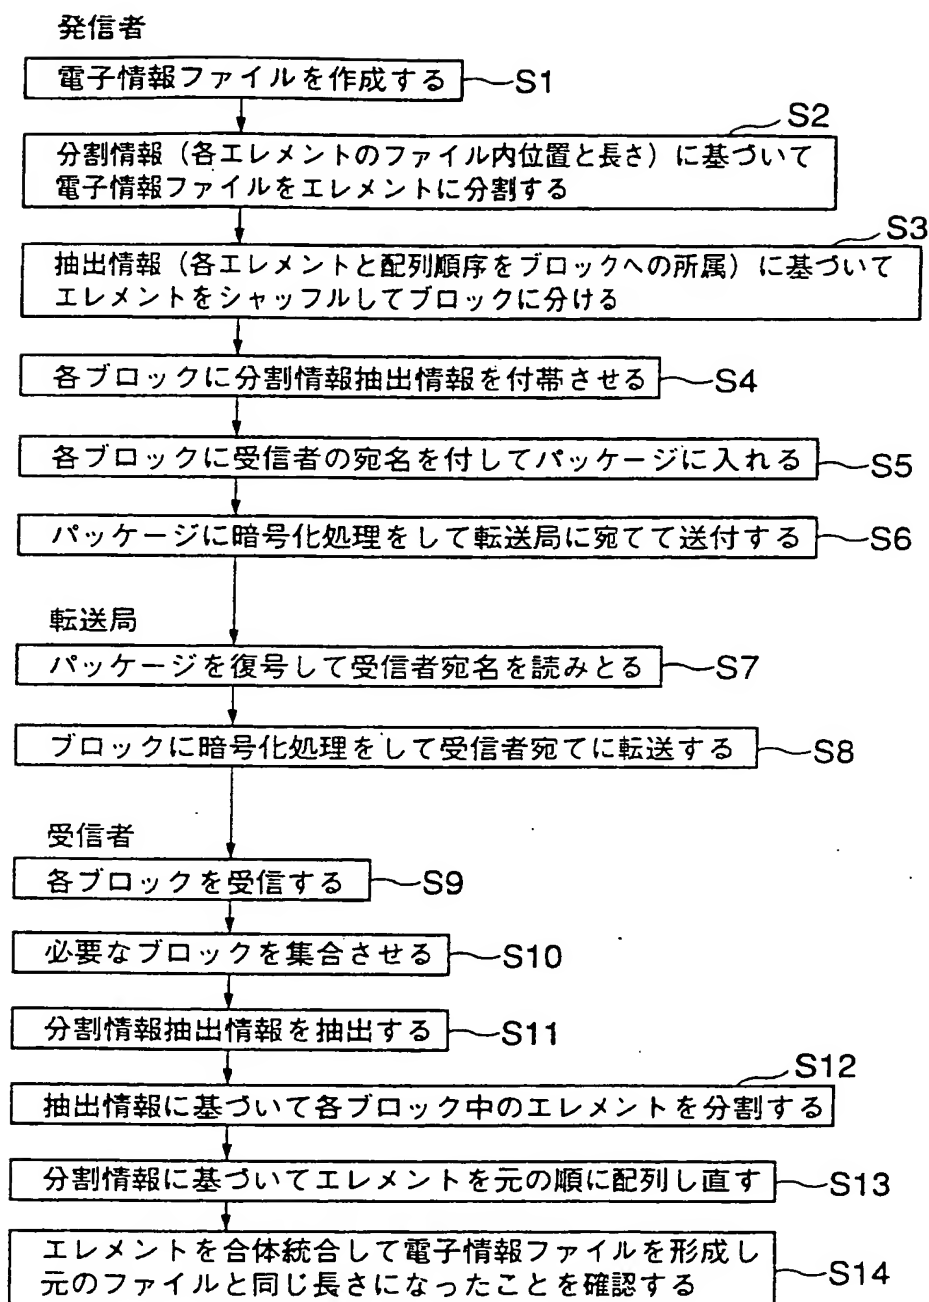 発信者
電子情報ファイルを作成する
S1
S2
分割情報（各エレメントのファイル内位置と長さ）に基づいて
電子情報ファイルをエレメントに分割する
S3
抽出情報（各エレメントと配列順序をブロックへの所属）に基づいて
エレメントをシャッフルしてブロックに分ける
各ブロックに分割情報抽出情報を付帯させる
S4
各ブロックに受信者の宛名を付してパッケージに入れる
S5
パッケージに暗号化処理をして転送局に宛てて送付する
S6
転送局
パッケージを復号して受信者宛名を読みとる
S7
ブロックに暗号化処理をして受信者宛てに転送する
S8
受信者
各ブロックを受信する
S9
必要なブロックを集合させる
S10
分割情報抽出情報を抽出する
S11
S12
抽出情報に基づいて各ブロック中のエレメントを分割する
分割情報に基づいてエレメントを元の順に配列し直す
S13
エレメントを合体統合して電子情報ファイルを形成し
元のファイルと同じ長さになったことを確認する
S14